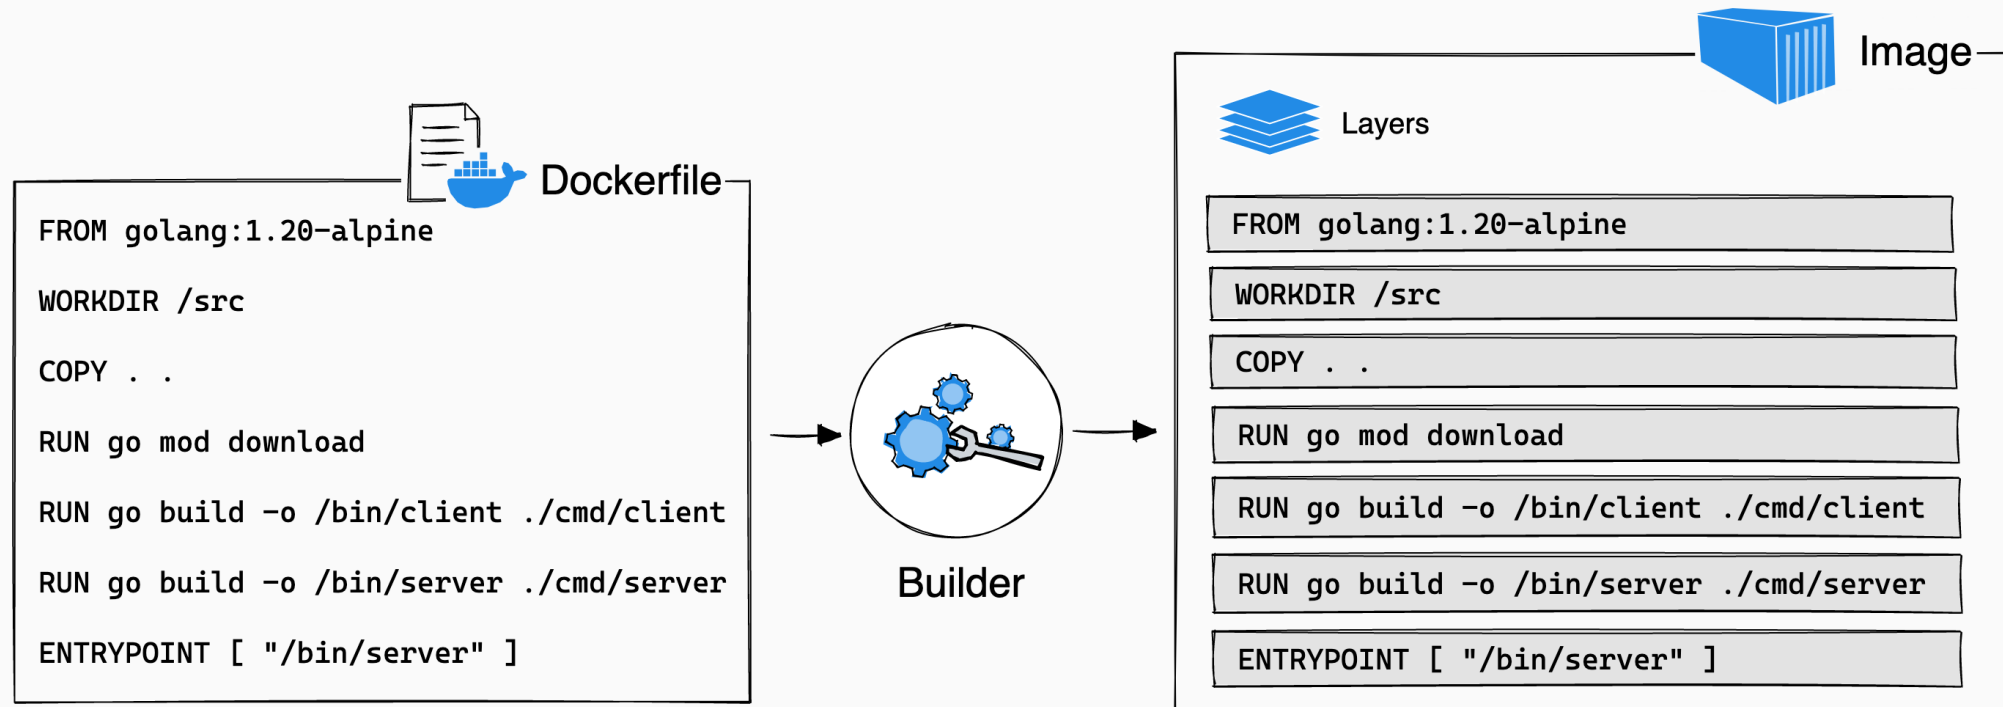 Dockerfile
FROM golang:1.20-alpine
WORKDIR /src
COPY . .
RUN go mod download
RUN go build -o /bin/client ./cmd/client
RUN go build -o /bin/server ./cmd/server
ENTRYPOINT [ "/bin/server" ]
Builder
Image
Layers
FROM golang:1.20-alpine
WORKDIR /src
COPY . .
RUN go mod download
RUN go build -o /bin/client ./cmd/client
RUN go build -o /bin/server ./cmd/server
ENTRYPOINT [ "/bin/server" ]